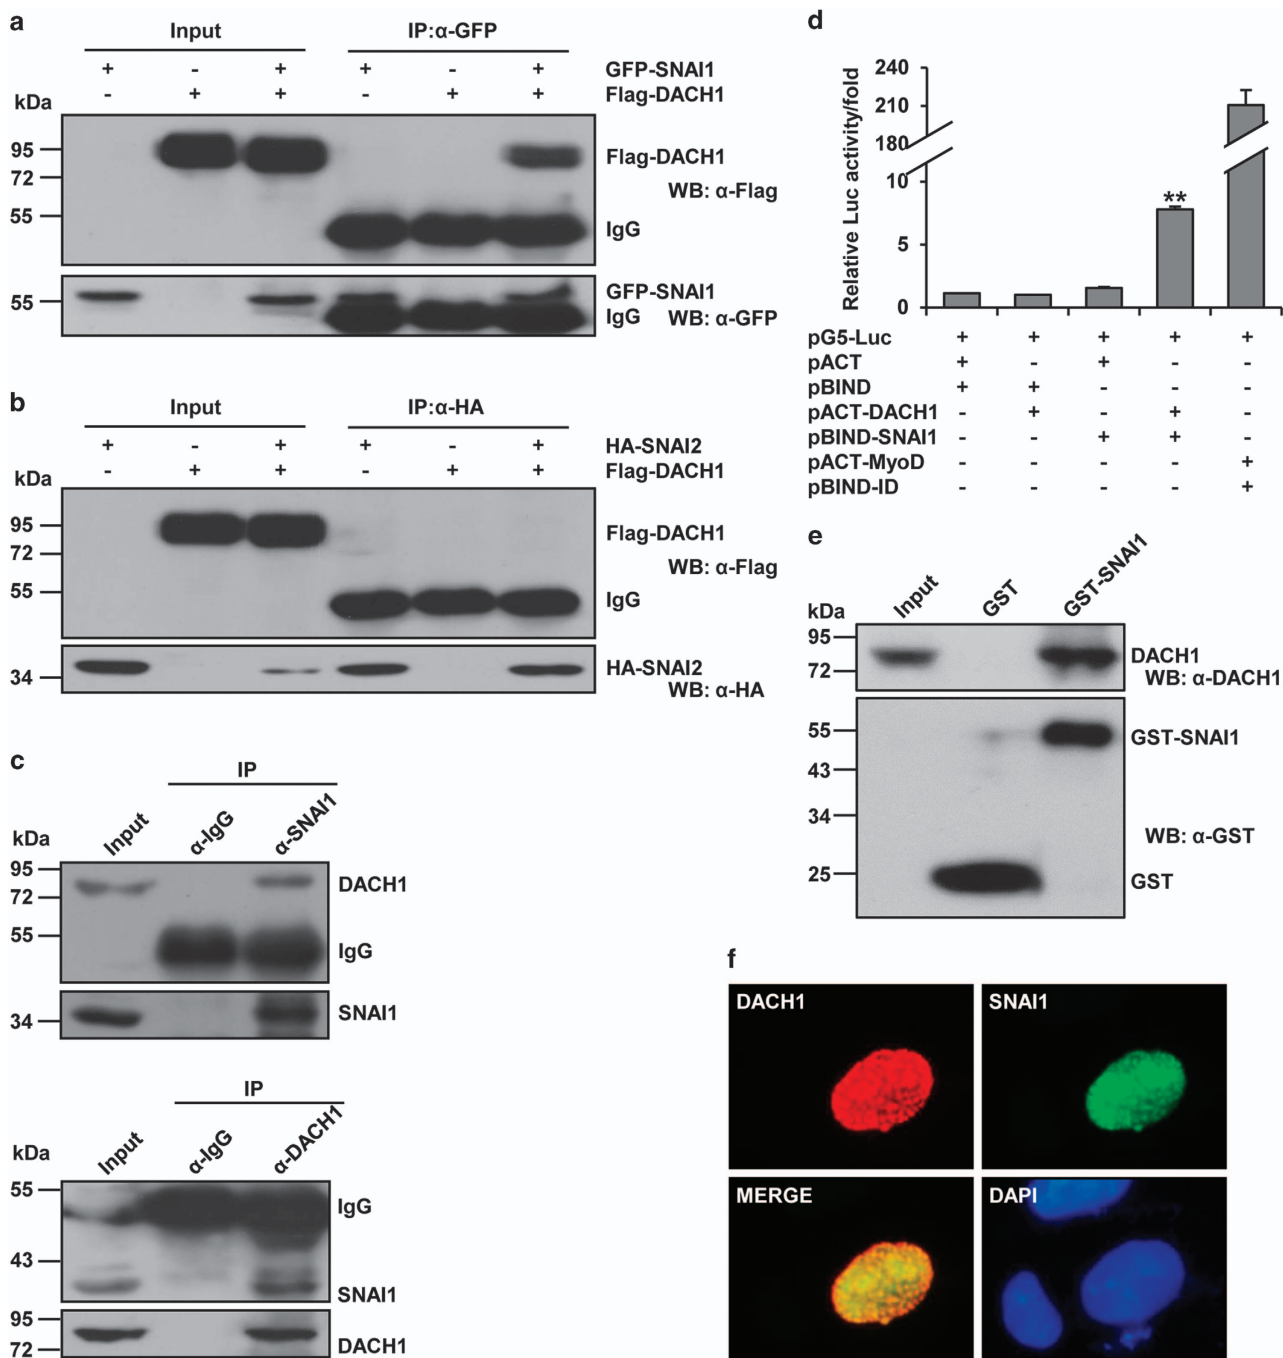 a
Input IP:α-GFP
+ - + + - + GFP-SNAI1
- + + - + + Flag-DACH1
kDa
95
72
55
Flag-DACH1
WB: α-Flag
IgG
55
GFP-SNAI1
IgG WB: α-GFP
b
Input IP:α-HA
+ - + + - + HA-SNAI2
- + + - + + Flag-DACH1
kDa
95
72
55
Flag-DACH1
WB: α-Flag
IgG
34
HA-SNAI2
WB: α-HA
c
IP
Input α-IgG α-SNAI1
kDa
95
72
55
DACH1
IgG
34
SNAI1
IP
Input α-IgG α-DACH1
kDa
55
43
IgG
SNAI1
95
72
DACH1
d
Relative Luc activity/fold
240
210
180
10
5
0
**
pG5-Luc + + + + +
pACT + - + - -
pBIND + + - - -
pACT-DACH1 - + - + -
pBIND-SNAI1 - - + + -
pACT-MyoD - - - - +
pBIND-ID - - - - +
e
Input GST GST-SNAI1
kDa
95
72
DACH1
WB: α-DACH1
55
43
34
25
GST-SNAI1
WB: α-GST
GST
f
DACH1 SNAI1
MERGE DAPI